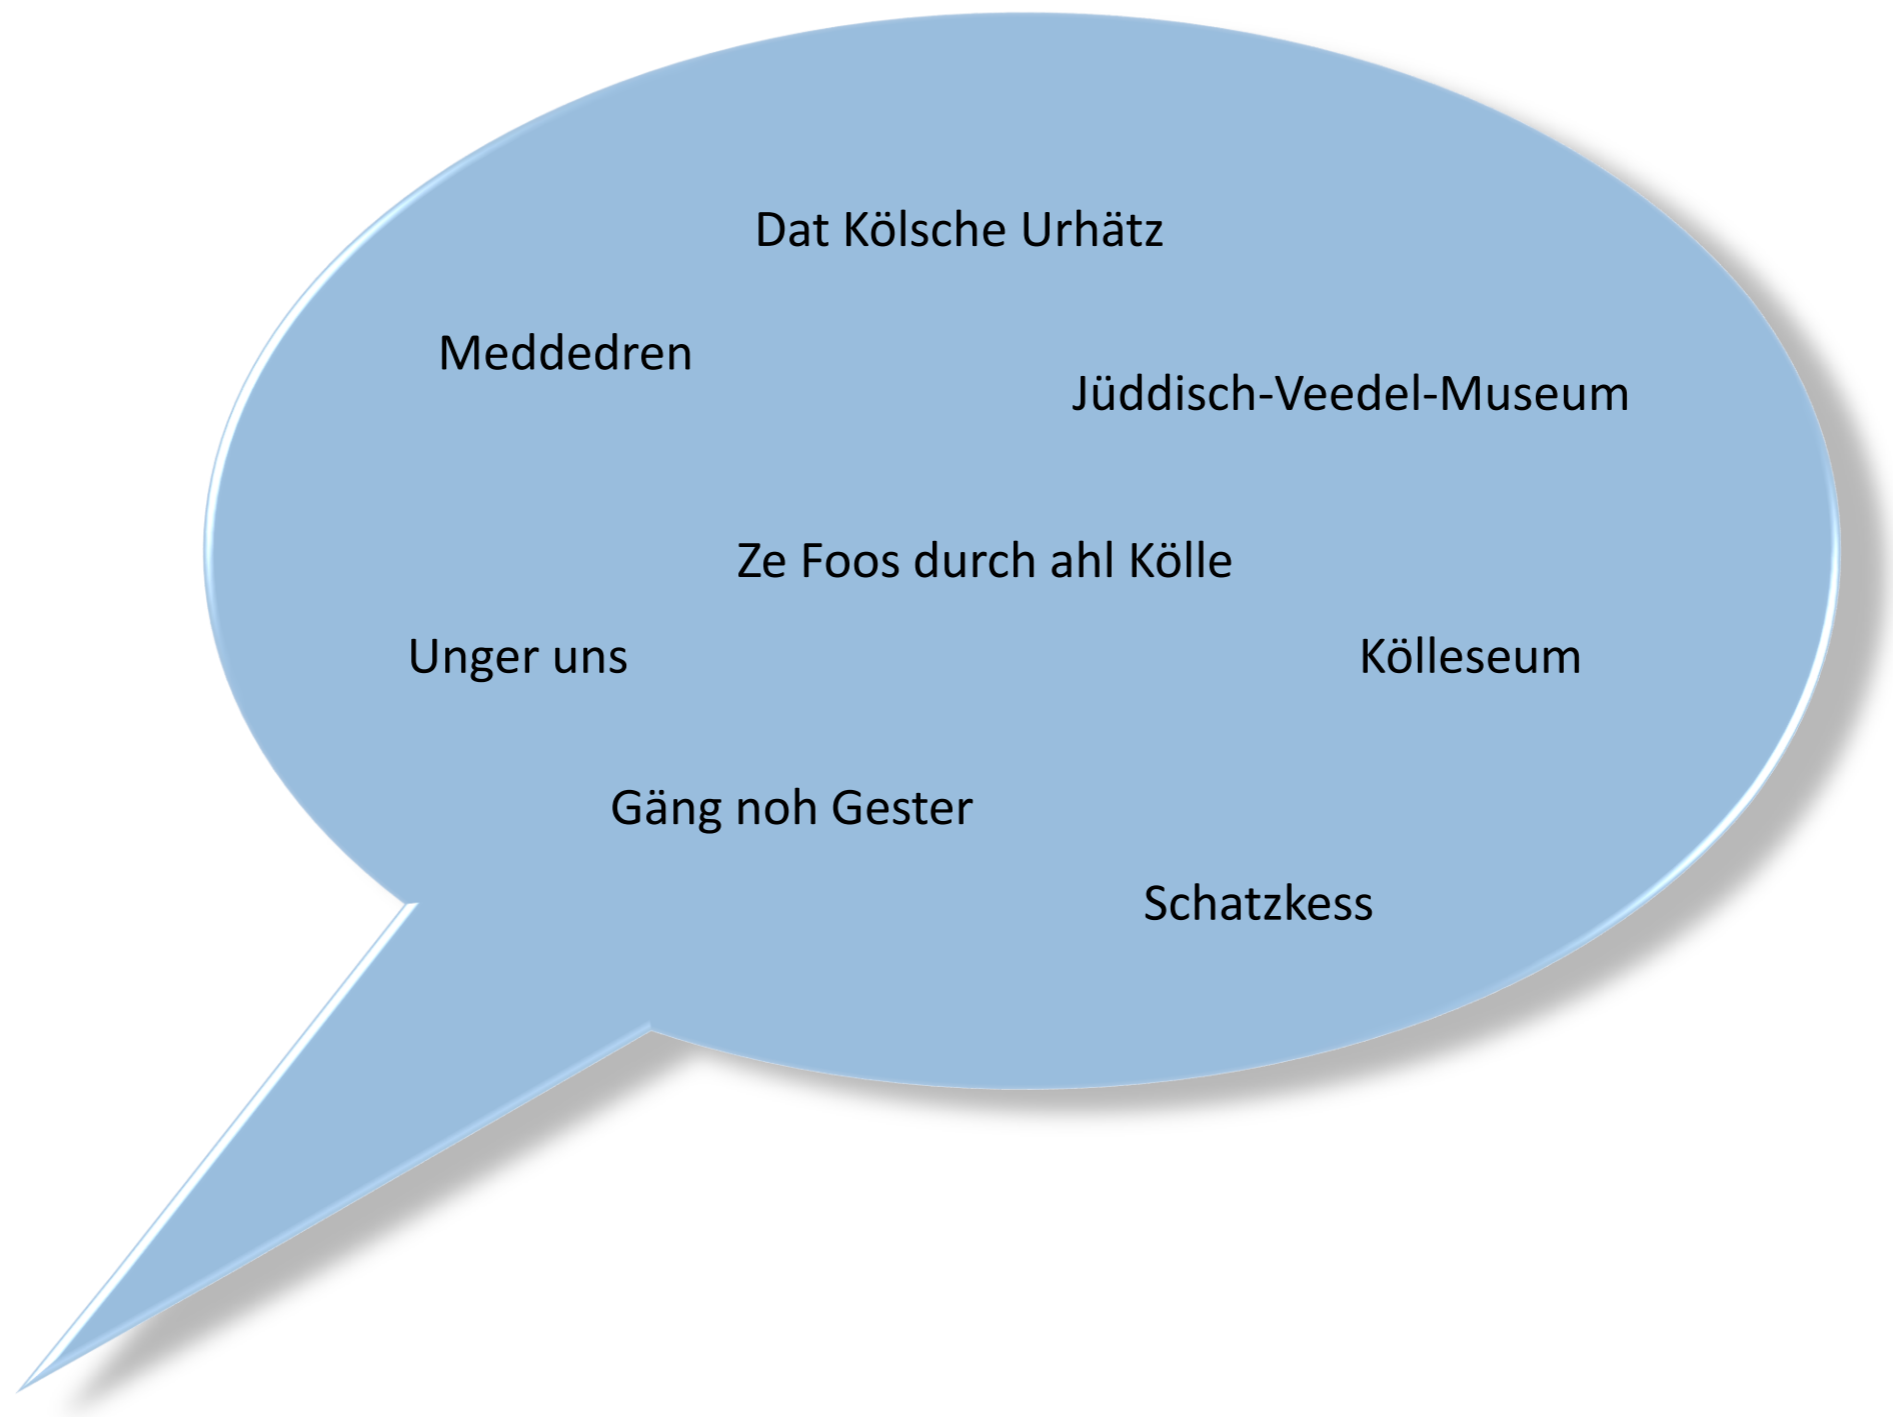 Dat Kölsche Urhätz
Meddedren
Jüddisch-Veedel-Museum
Ze Foos durch ahl Kölle
Unger uns
Kölleseum
Gäng noh Gester
Schatzkess